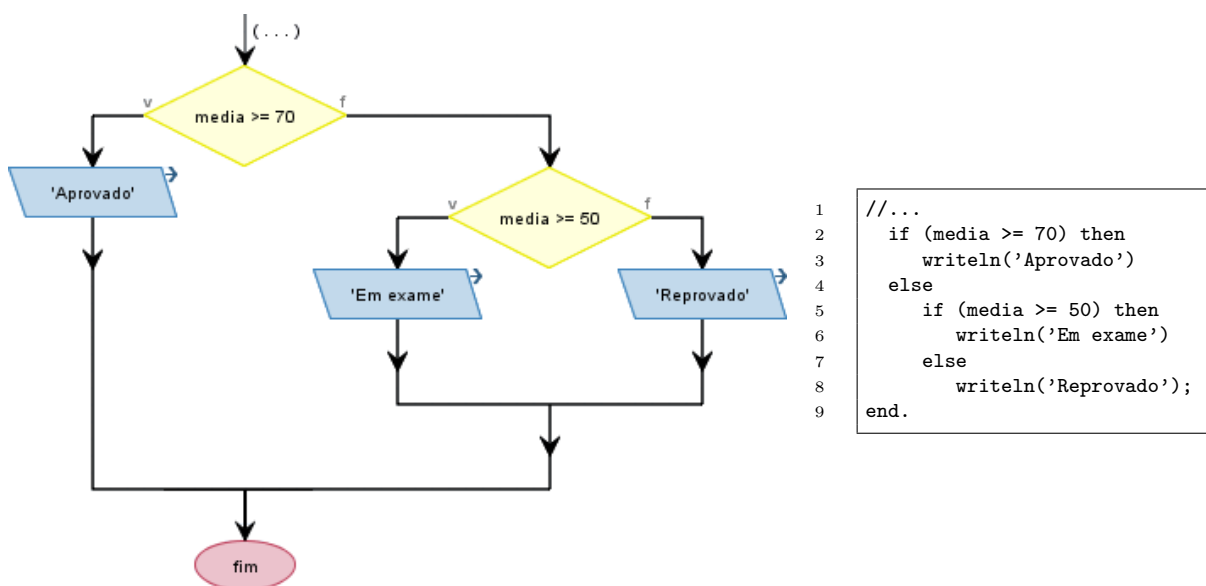 (...)
v
media >= 70
f
'Aprovado'
v
media >= 50
f
'Em exame'
'Reprovado'
fim
1 //...
2 if (media >= 70) then
3 writeln('Aprovado')
4 else
5 if (media >= 50) then
6 writeln('Em exame')
7 else
8 writeln('Reprovado');
9 end.